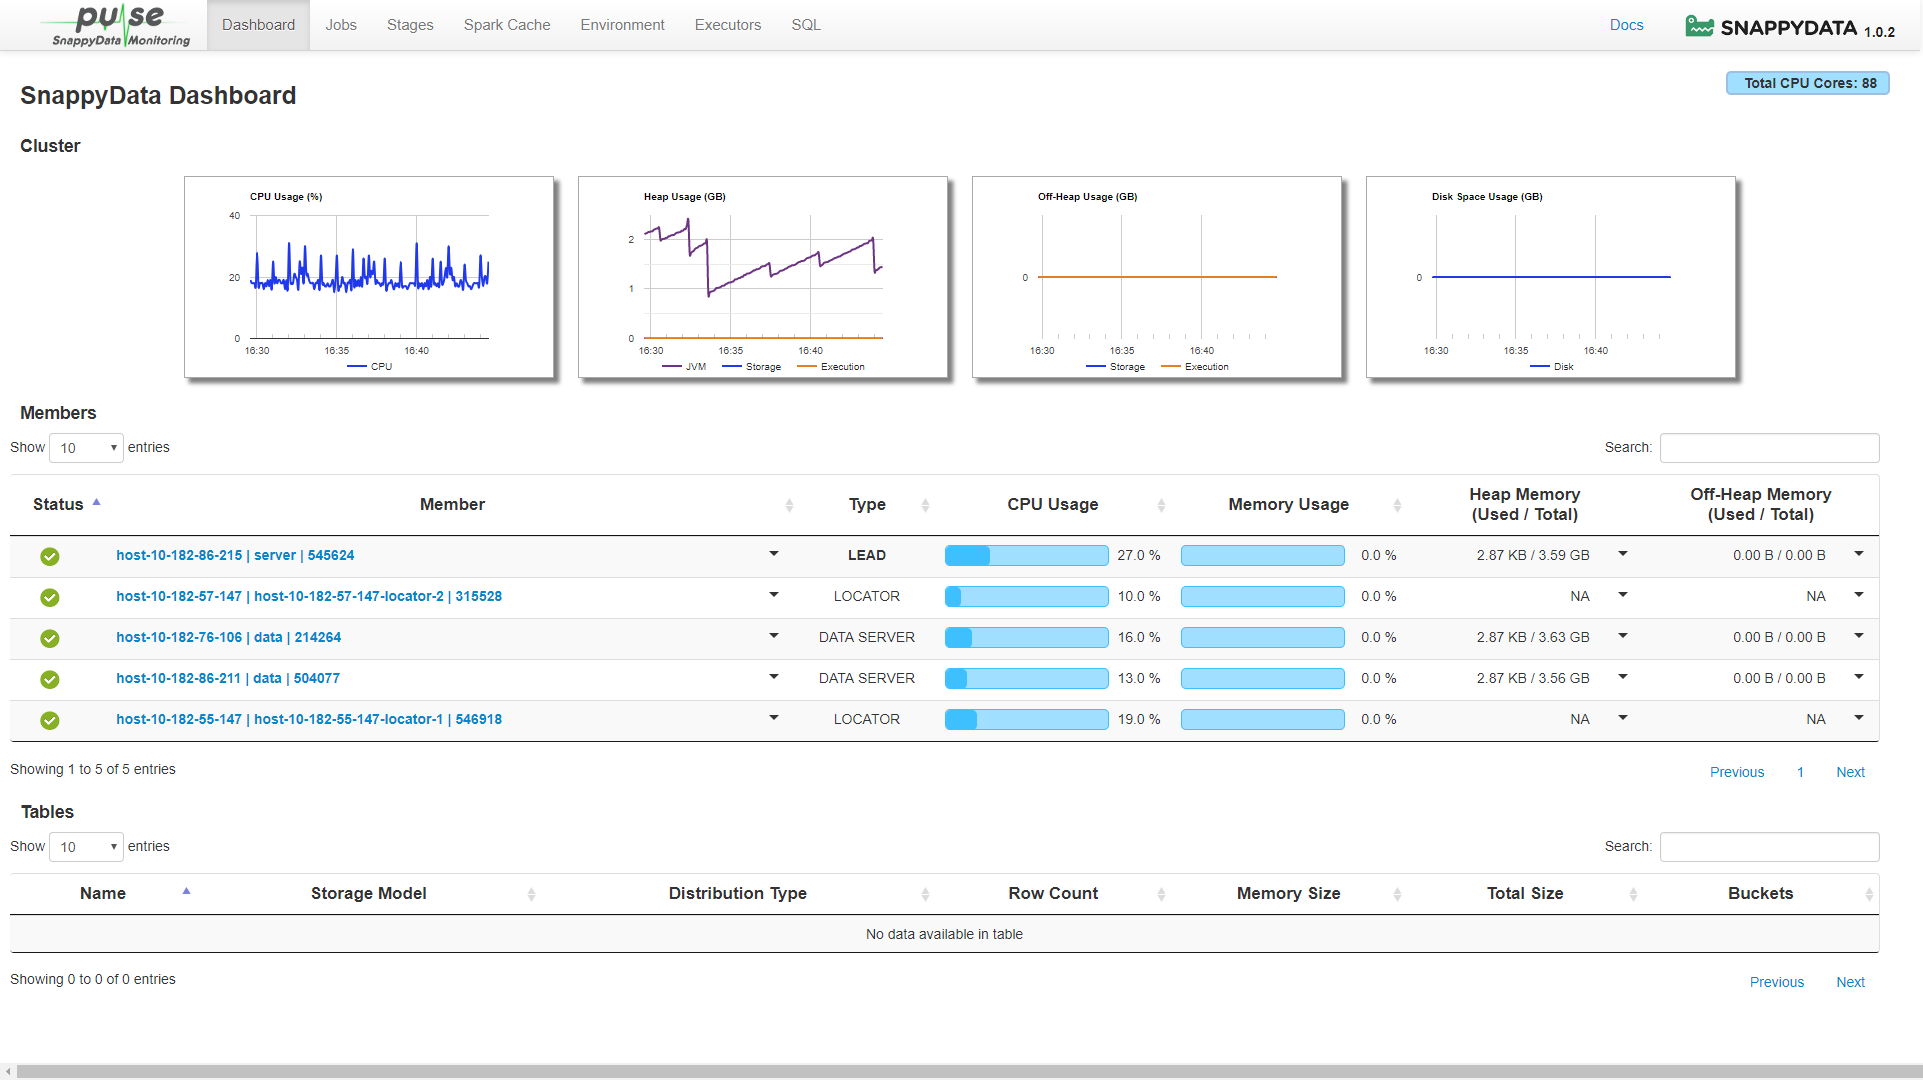 pulse
SnappyData Monitoring
Dashboard Jobs Stages Spark Cache Environment Executors SQL Docs SNAPPYDATA 1.0.2
SnappyData Dashboard
Total CPU Cores: 88
Cluster
CPU Usage (%)
40
20
0
16:30 16:35 16:40
CPU
Heap Usage (GB)
2
1
0
16:30 16:35 16:40
JVM Storage Execution
Off-Heap Usage (GB)
0
16:30 16:35 16:40
Storage Execution
Disk Space Usage (GB)
0
16:30 16:35 16:40
Disk
Members
Show 10 entries Search:
Status Member Type CPU Usage Memory Usage Heap Memory (Used / Total) Off-Heap Memory (Used / Total)
host-10-182-86-215 | server | 545624 LEAD 27.0 % 0.0 % 2.87 KB / 3.59 GB 0.00 B / 0.00 B
host-10-182-57-147 | host-10-182-57-147-locator-2 | 315528 LOCATOR 10.0 % 0.0 % NA NA
host-10-182-76-106 | data | 214264 DATA SERVER 16.0 % 0.0 % 2.87 KB / 3.63 GB 0.00 B / 0.00 B
host-10-182-86-211 | data | 504077 DATA SERVER 13.0 % 0.0 % 2.87 KB / 3.56 GB 0.00 B / 0.00 B
host-10-182-55-147 | host-10-182-55-147-locator-1 | 546918 LOCATOR 19.0 % 0.0 % NA NA
Showing 1 to 5 of 5 entries Previous 1 Next
Tables
Show 10 entries Search:
Name Storage Model Distribution Type Row Count Memory Size Total Size Buckets
No data available in table
Showing 0 to 0 of 0 entries Previous Next